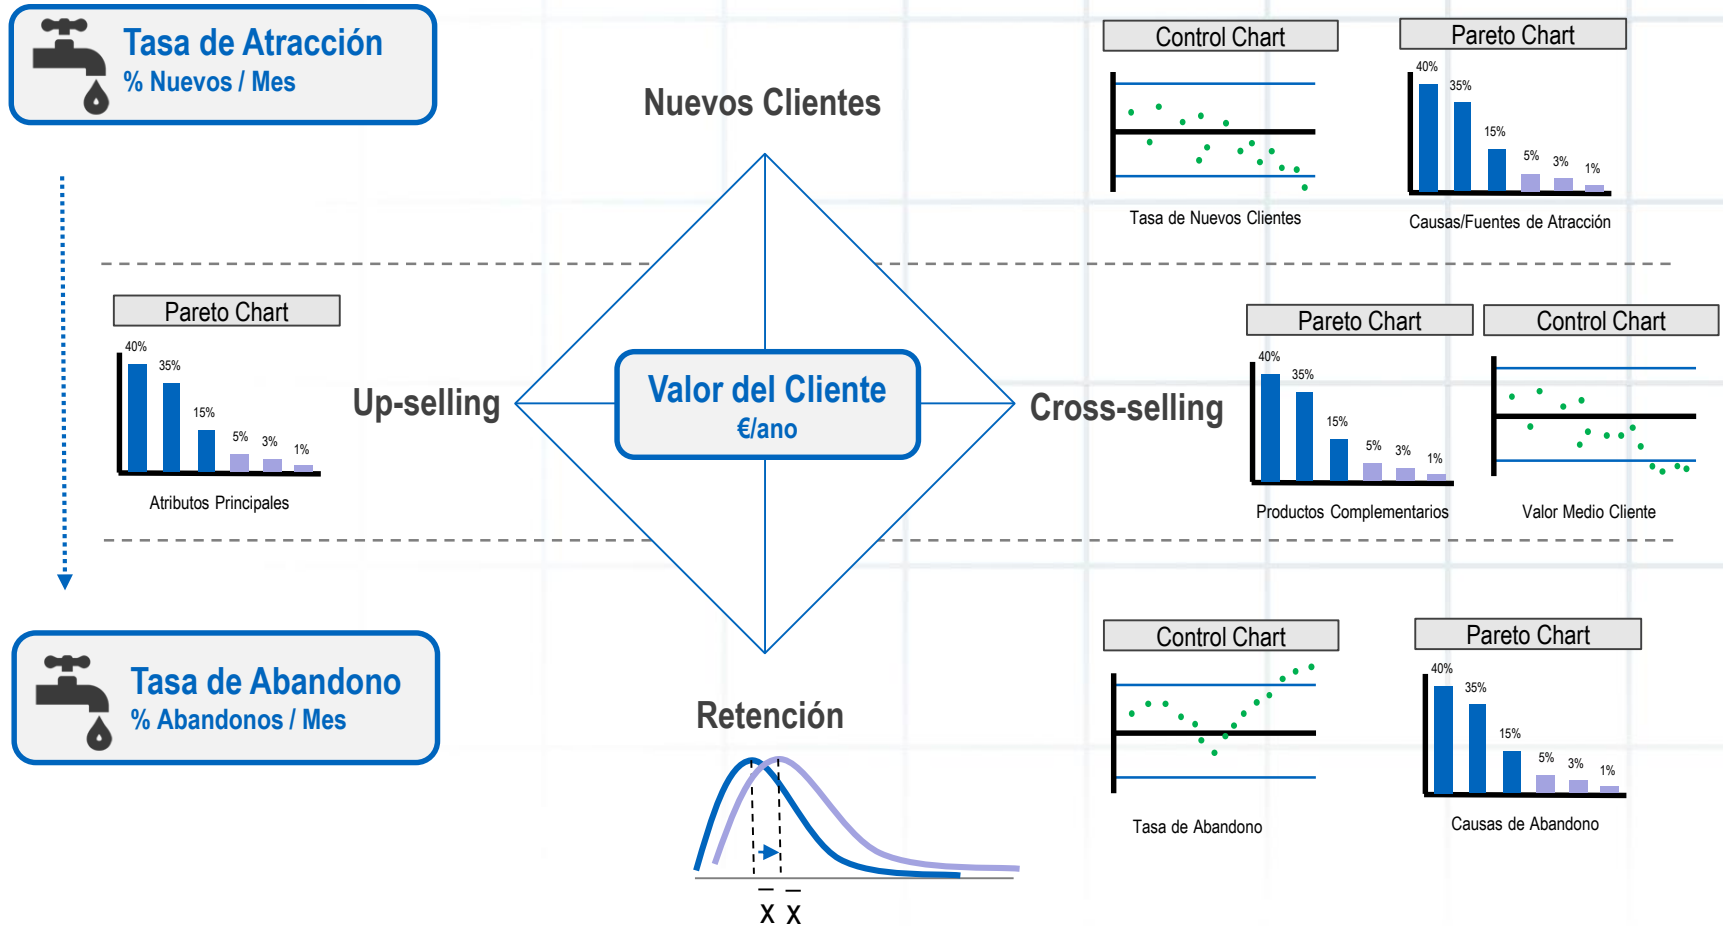 Tasa de Atracción
% Nuevos / Mes
Nuevos Clientes
Control Chart
Tasa de Nuevos Clientes
Pareto Chart
40%
35%
15%
5%
3%
1%
Causas/Fuentes de Atracción
Pareto Chart
40%
35%
15%
5%
3%
1%
Atributos Principales
Up-selling
Valor del Cliente
€/ano
Cross-selling
Pareto Chart
40%
35%
15%
5%
3%
1%
Productos Complementarios
Control Chart
Valor Medio Cliente
Tasa de Abandono
% Abandonos / Mes
Retención
X̅ X̅
Control Chart
Tasa de Abandono
Pareto Chart
40%
35%
15%
5%
3%
1%
Causas de Abandono